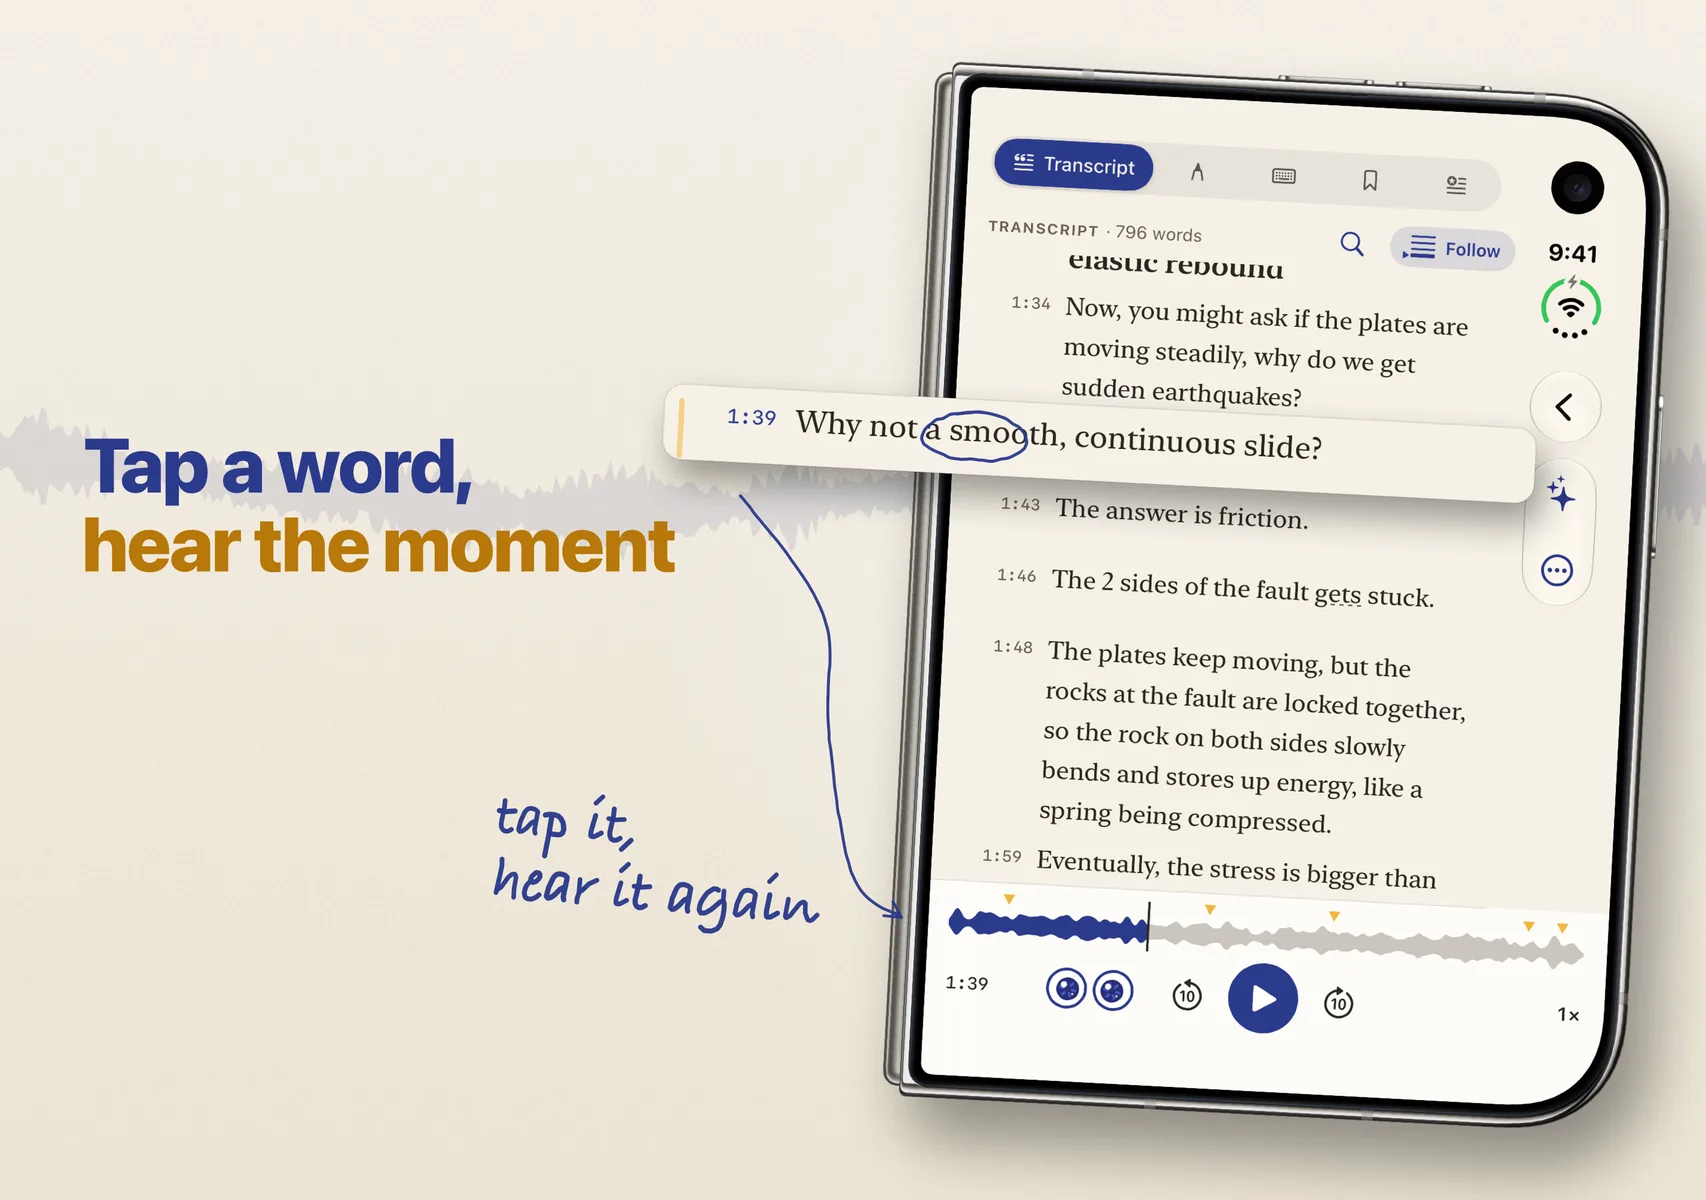 Tap a word,
hear the moment
tap it,
hear it again
Transcript
TRANSCRIPT · 796 words
Follow
9:41
elastic rebound
1:34 Now, you might ask if the plates are
moving steadily, why do we get
sudden earthquakes?
1:39 Why not a smooth, continuous slide?
1:43 The answer is friction.
1:46 The 2 sides of the fault gets stuck.
1:48 The plates keep moving, but the
rocks at the fault are locked together,
so the rock on both sides slowly
bends and stores up energy, like a
spring being compressed.
1:59 Eventually, the stress is bigger than
1:39
10
10
1×